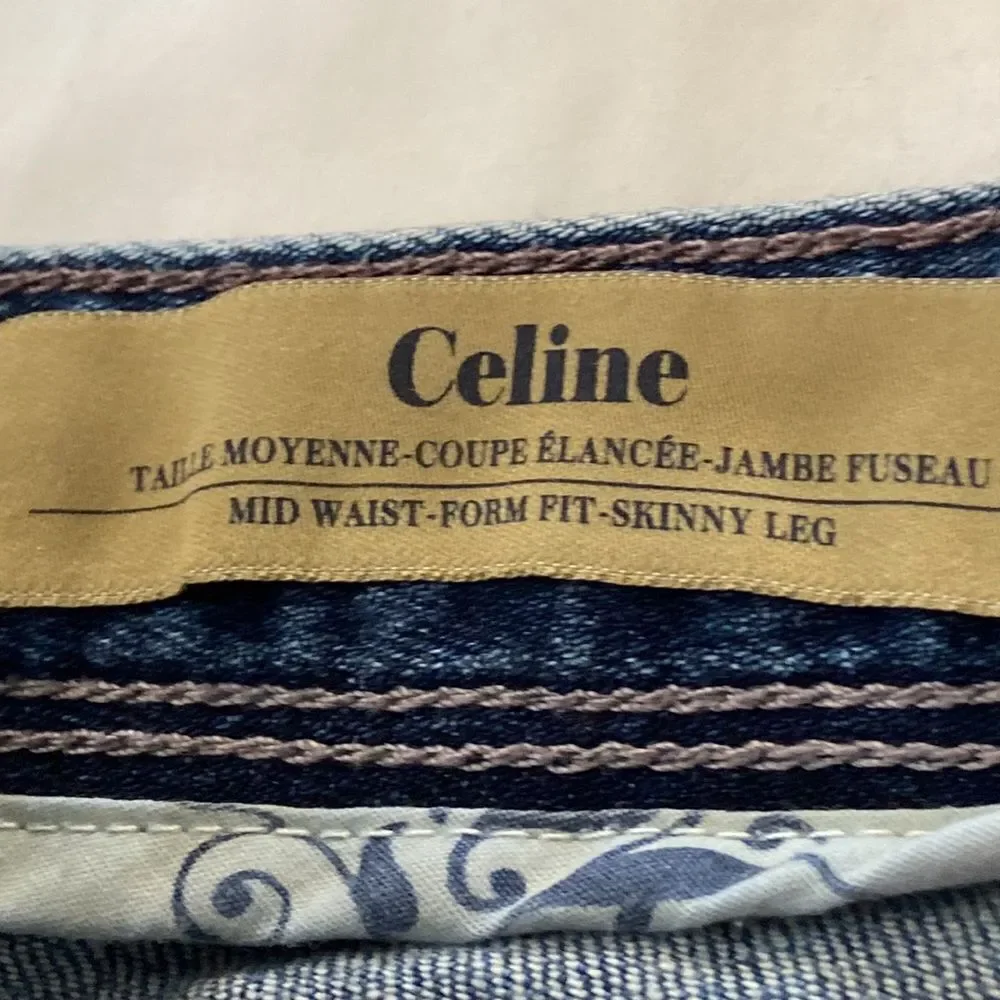 Celine
TAILLE MOYENNE-COUPE ÉLANCÉE-JAMBE FUSEAU
MID WAIST-FORM FIT-SKINNY LEG